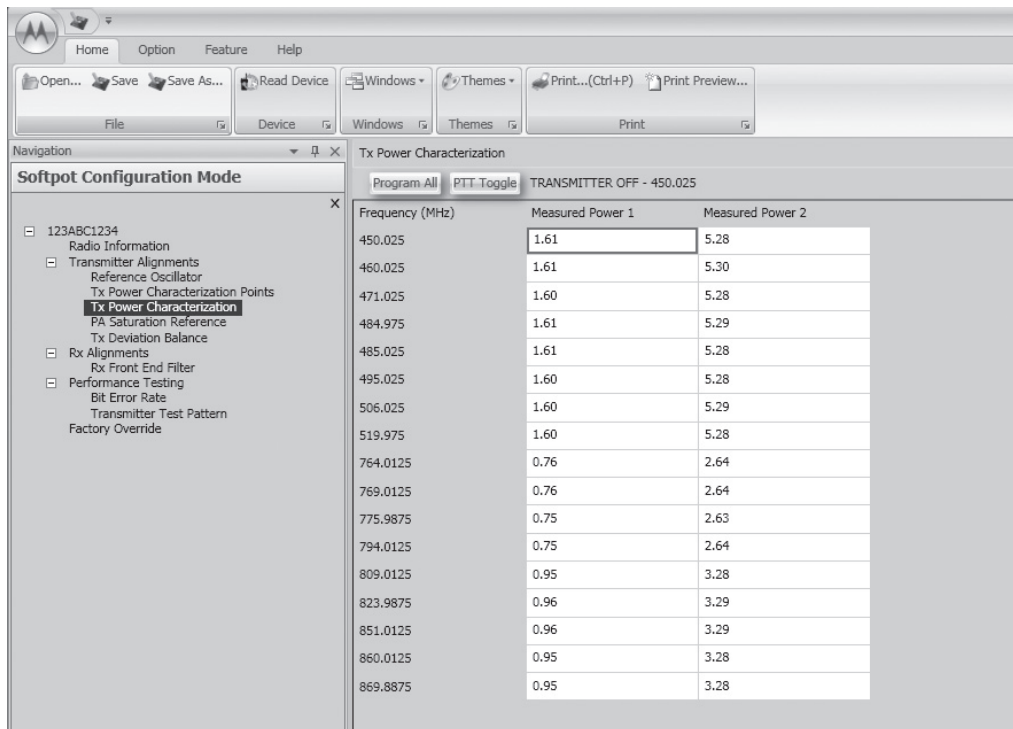 Home Option Feature Help
Open... Save Save As... Read Device Windows Themes Print...(Ctrl+P) Print Preview...
File Device Windows Themes Print
Navigation
Softpot Configuration Mode
123ABC1234
Radio Information
Transmitter Alignments
Reference Oscillator
Tx Power Characterization Points
Tx Power Characterization
PA Saturation Reference
Tx Deviation Balance
Rx Alignments
Rx Front End Filter
Performance Testing
Bit Error Rate
Transmitter Test Pattern
Factory Override
Tx Power Characterization
Program All PTT Toggle TRANSMITTER OFF - 450.025
Frequency (MHz) Measured Power 1 Measured Power 2
450.025 1.61 5.28
460.025 1.61 5.30
471.025 1.60 5.28
484.975 1.61 5.29
485.025 1.61 5.28
495.025 1.60 5.28
506.025 1.60 5.29
519.975 1.60 5.28
764.0125 0.76 2.64
769.0125 0.76 2.64
775.9875 0.75 2.63
794.0125 0.75 2.64
809.0125 0.95 3.28
823.9875 0.96 3.29
851.0125 0.96 3.29
860.0125 0.95 3.28
869.8875 0.95 3.28